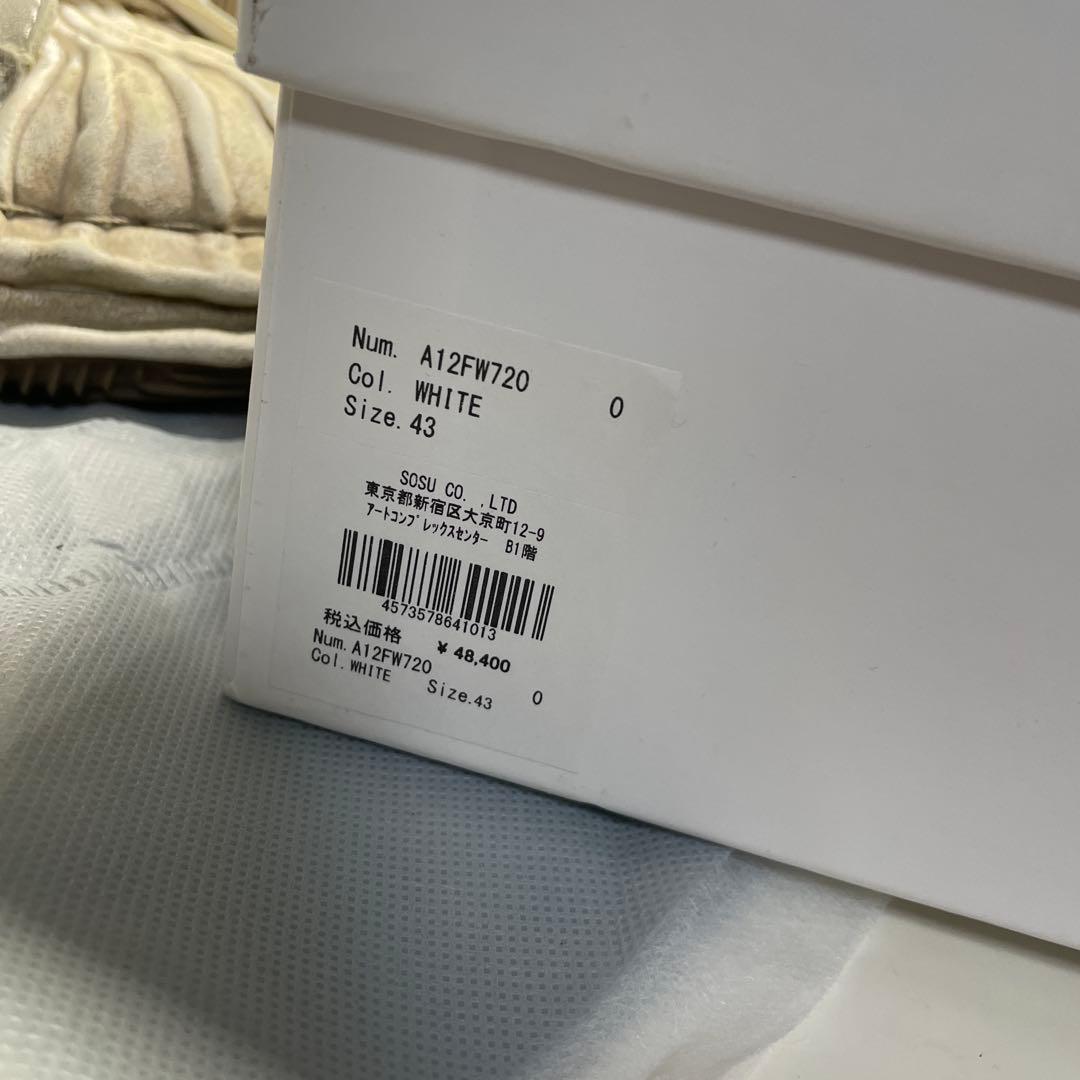 Num. A12FW720
Col. WHITE 0
Size. 43
SOSU CO. ,LTD
東京都新宿区大京町12-9
アートコンプレックスセンター B1階
4573578641013
税込価格 ¥ 48,400
Num. A12FW720
Col. WHITE Size. 43 0